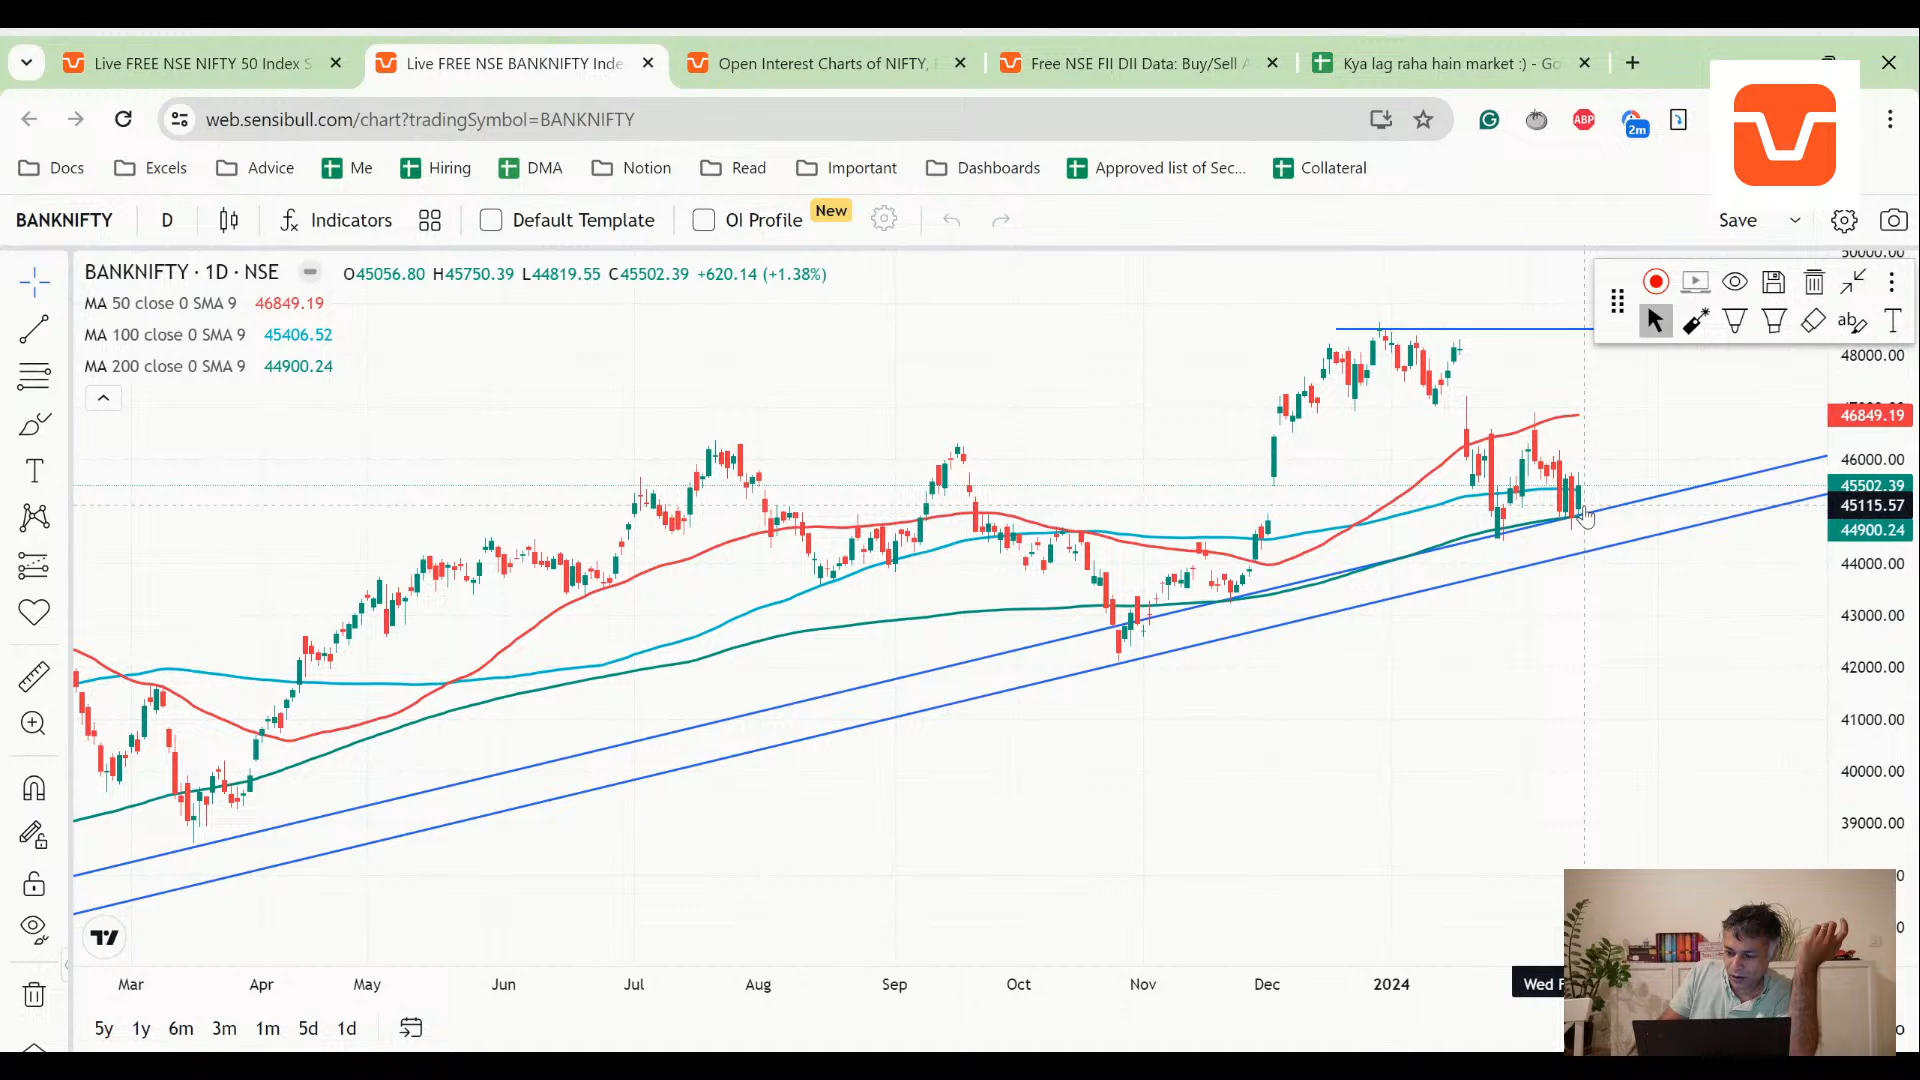 Live FREE NSE NIFTY 50 Index S
Live FREE NSE BANKNIFTY Inde
Open Interest Charts of NIFTY,
Free NSE FII DII Data: Buy/Sell A
Kya lag raha hain market :) - Go
web.sensibull.com/chart?tradingSymbol=BANKNIFTY
ABP
2m
Docs
Excels
Advice
Me
Hiring
DMA
Notion
Read
Important
Dashboards
Approved list of Sec...
Collateral
BANKNIFTY
D
Indicators
Default Template
OI Profile
New
Save
BANKNIFTY · 1D · NSE
O45056.80 H45750.39 L44819.55 C45502.39 +620.14 (+1.38%)
MA 50 close 0 SMA 9 46849.19
MA 100 close 0 SMA 9 45406.52
MA 200 close 0 SMA 9 44900.24
50000.00
48000.00
46849.19
46000.00
45502.39
45115.57
44900.24
44000.00
43000.00
42000.00
41000.00
40000.00
39000.00
Mar
Apr
May
Jun
Jul
Aug
Sep
Oct
Nov
Dec
2024
Wed F
5y
1y
6m
3m
1m
5d
1d